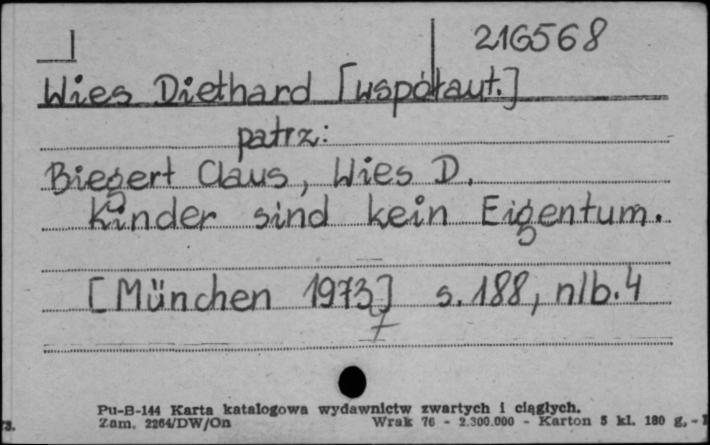 216568
Wies Diethard [współaut.]
patrz:
Biegert Claus, Wies D.
Kinder sind kein Eigentum.
[München 1973] s. 188, nlb. 4
Pu-B-144 Karta katalogowa wydawnictw zwartych i ciągłych.
Zam. 2264/DW/On Wrak 76 - 2.300.000 - Karton 5 kl. 180 g.